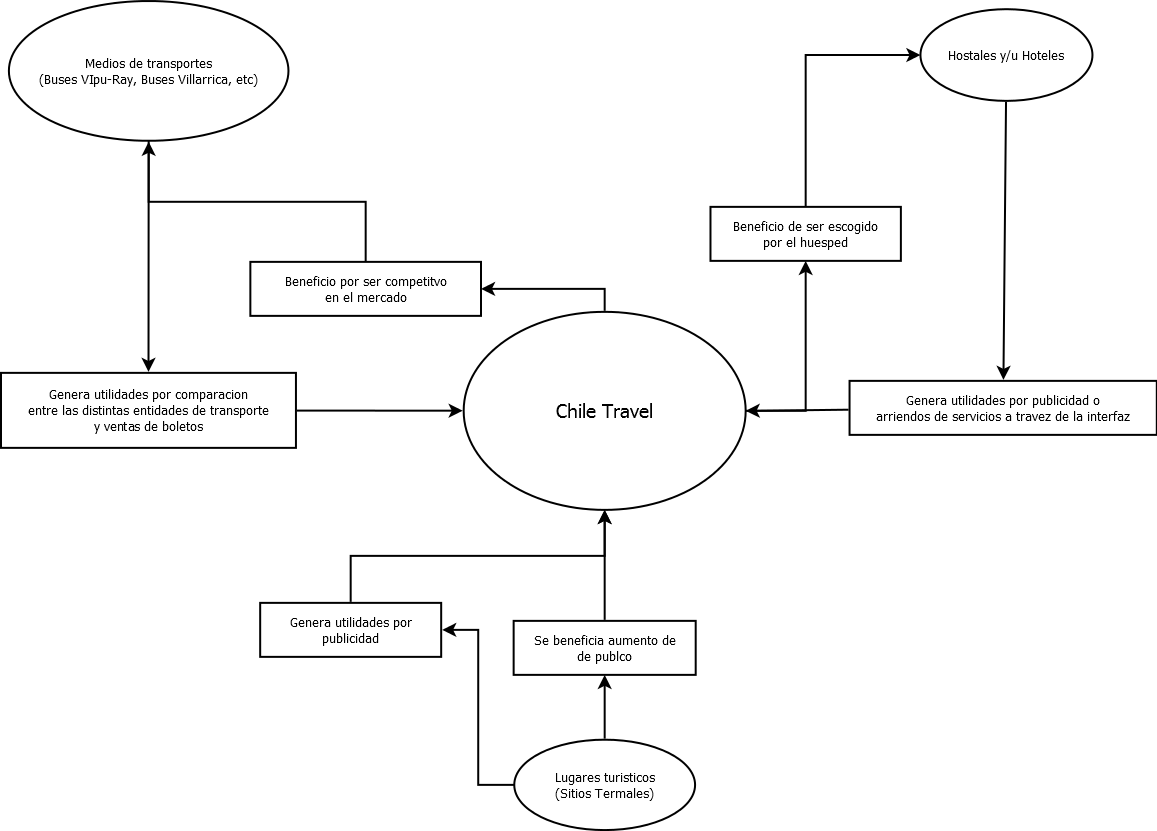 Medios de transportes
(Buses VIpu-Ray, Buses Villarrica, etc)
Hostales y/u Hoteles
Beneficio de ser escogido
por el huesped
Beneficio por ser competitvo
en el mercado
Genera utilidades por comparacion
entre las distintas entidades de transporte
y ventas de boletos
Chile Travel
Genera utilidades por publicidad o
arriendos de servicios a travez de la interfaz
Genera utilidades por
publicidad
Se beneficia aumento de
de publco
Lugares turisticos
(Sitios Termales)